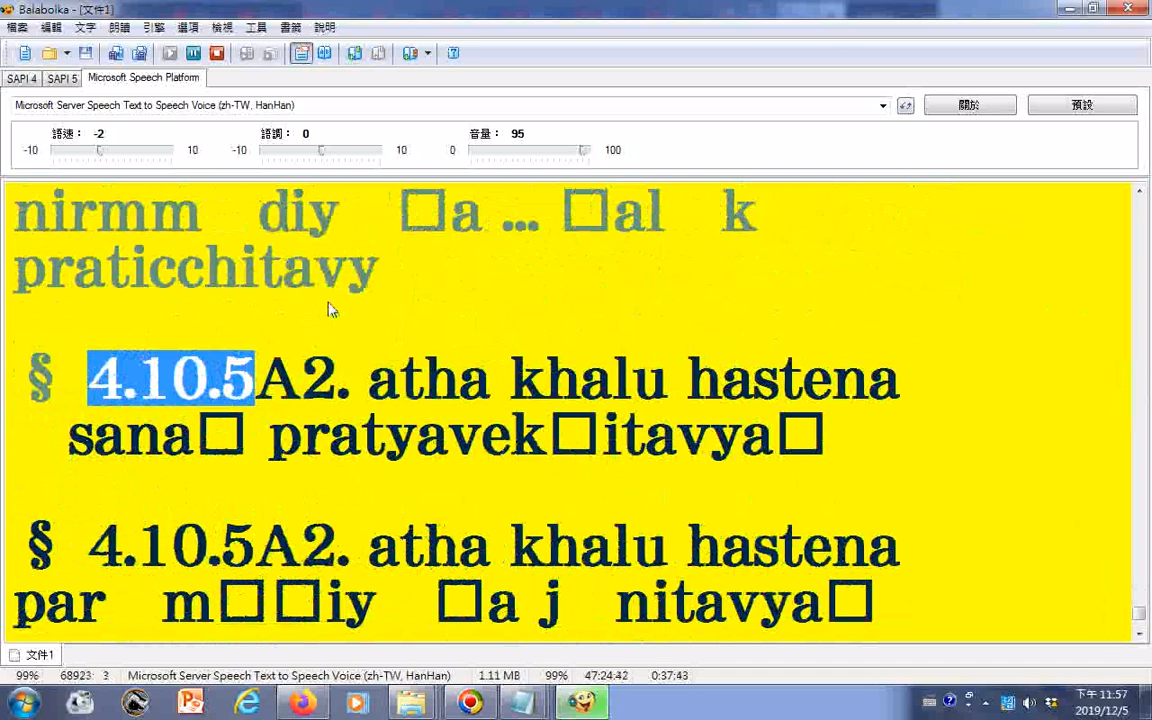 Balabolka - [文件1]
檔案 編輯 文字 朗讀 引擎 選項 檢視 工具 書籤 說明
SAPI 4 SAPI 5 Microsoft Speech Platform
Microsoft Server Speech Text to Speech Voice (zh-TW, HanHan) 關於 預設
語速： -2 語調： 0 音量： 95
-10 10 -10 10 0 100
nirmm diy □a ... □al k
praticchitavy
§ 4.10.5A2. atha khalu hastena
sana□ pratyavek□itavya□
§ 4.10.5A2. atha khalu hastena
par m□□iy □a j nitavya□
文件1
99% 68923: 3 Microsoft Server Speech Text to Speech Voice (zh-TW, HanHan) 1.11 MB 99% 47:24:42 0:37:43
下午 11:57
2019/12/5